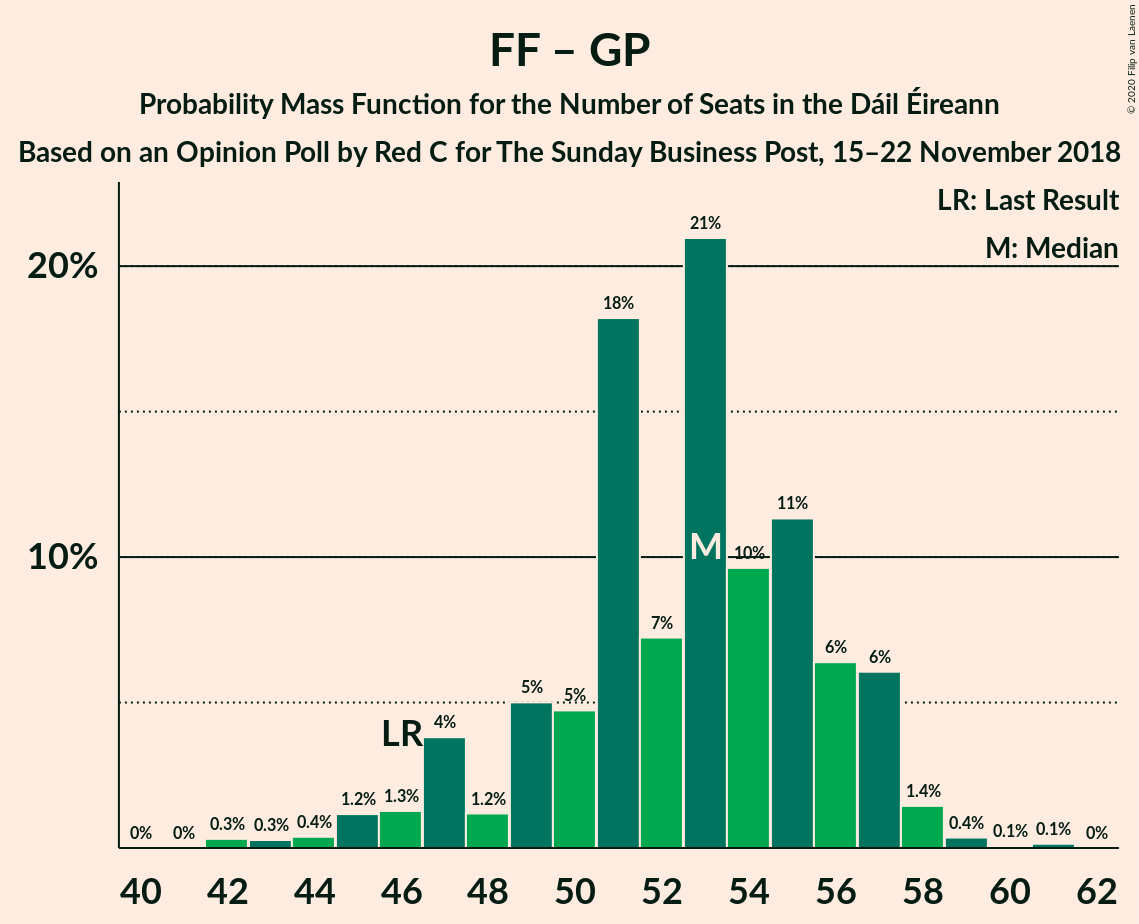 FF – GP
Probability Mass Function for the Number of Seats in the Dáil Éireann
Based on an Opinion Poll by Red C for The Sunday Business Post, 15–22 November 2018
© 2020 Filip van Laenen
LR: Last Result
M: Median
20%
10%
0% 0% 0.3% 0.3% 0.4% 1.2% 1.3% 4% 1.2% 5% 5% 18% 7% 21% 10% 11% 6% 6% 1.4% 0.4% 0.1% 0.1% 0%
LR
M
40 42 44 46 48 50 52 54 56 58 60 62